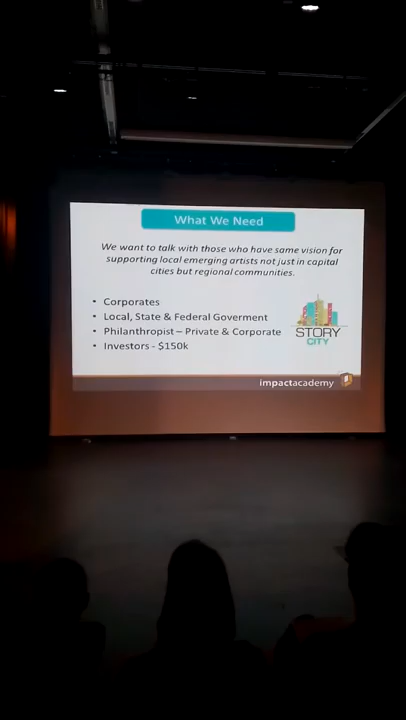 What We Need
We want to talk with those who have same vision for
supporting local emerging artists not just in capital
cities but regional communities.
• Corporates
• Local, State & Federal Goverment
• Philanthropist – Private & Corporate
• Investors - $150k
STORY
CITY
impactacademy